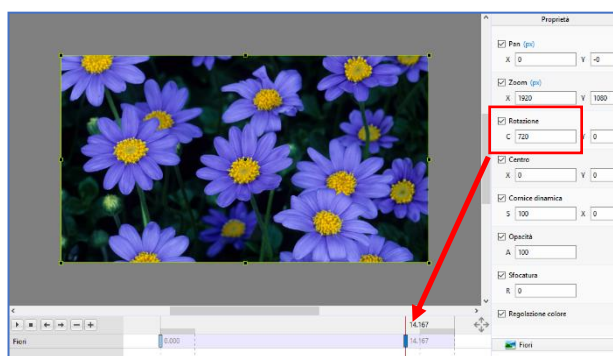 Proprietà
Pan (px)
X 0 Y -0
Zoom (px)
X 1920 Y 1080
Rotazione
C 720 Y 0
Centro
X 0 Y 0
Cornice dinamica
S 100 X 0
Opacità
A 100
Sfocatura
R 0
Regolazione colore
14.167
Fiori 0.000 14.167
Fiori